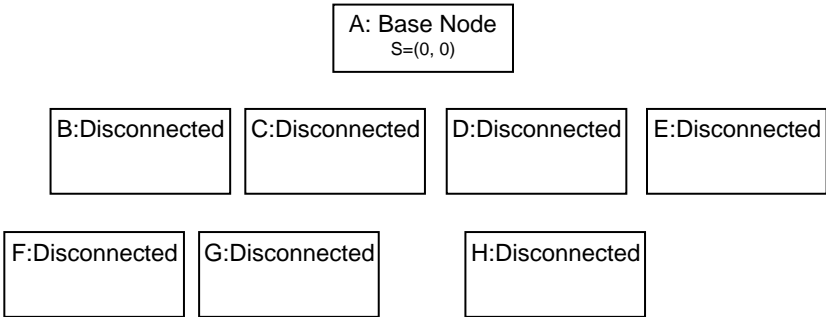 A: Base Node
S=(0, 0)
B:Disconnected
C:Disconnected
D:Disconnected
E:Disconnected
F:Disconnected
G:Disconnected
H:Disconnected